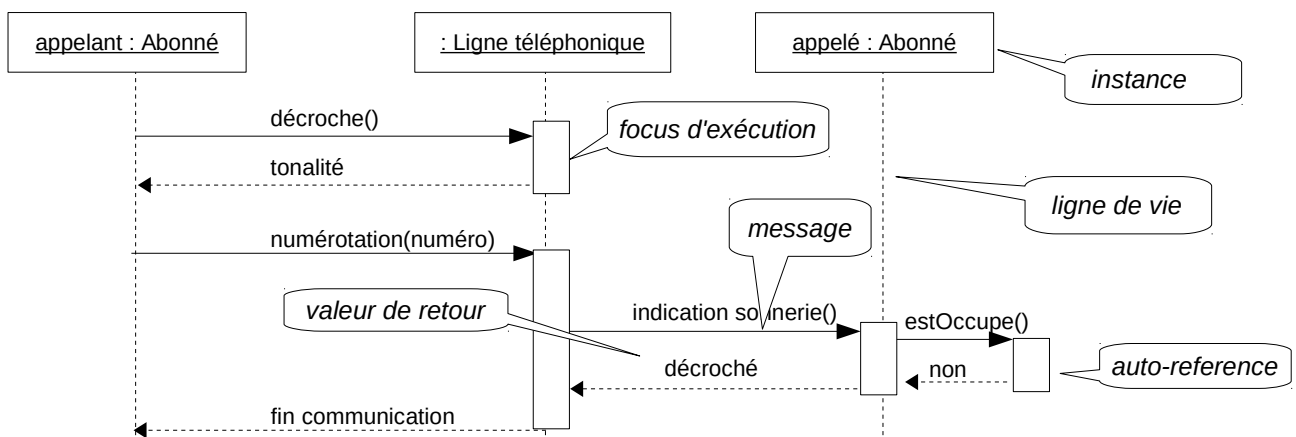 appelant : Abonné
: Ligne téléphonique
appelé : Abonné
instance
décroche()
focus d'exécution
tonalité
ligne de vie
message
numérotation(numéro)
valeur de retour
indication sonnerie()
estOccupe()
décroché
non
auto-reference
fin communication